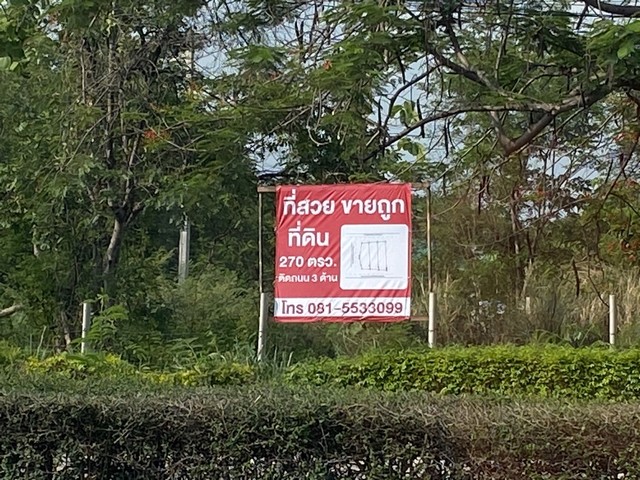 ที่สวย ขายถูก
ที่ดิน
270 ตรว.
ติดถนน 3 ด้าน
โทร 081-5533099